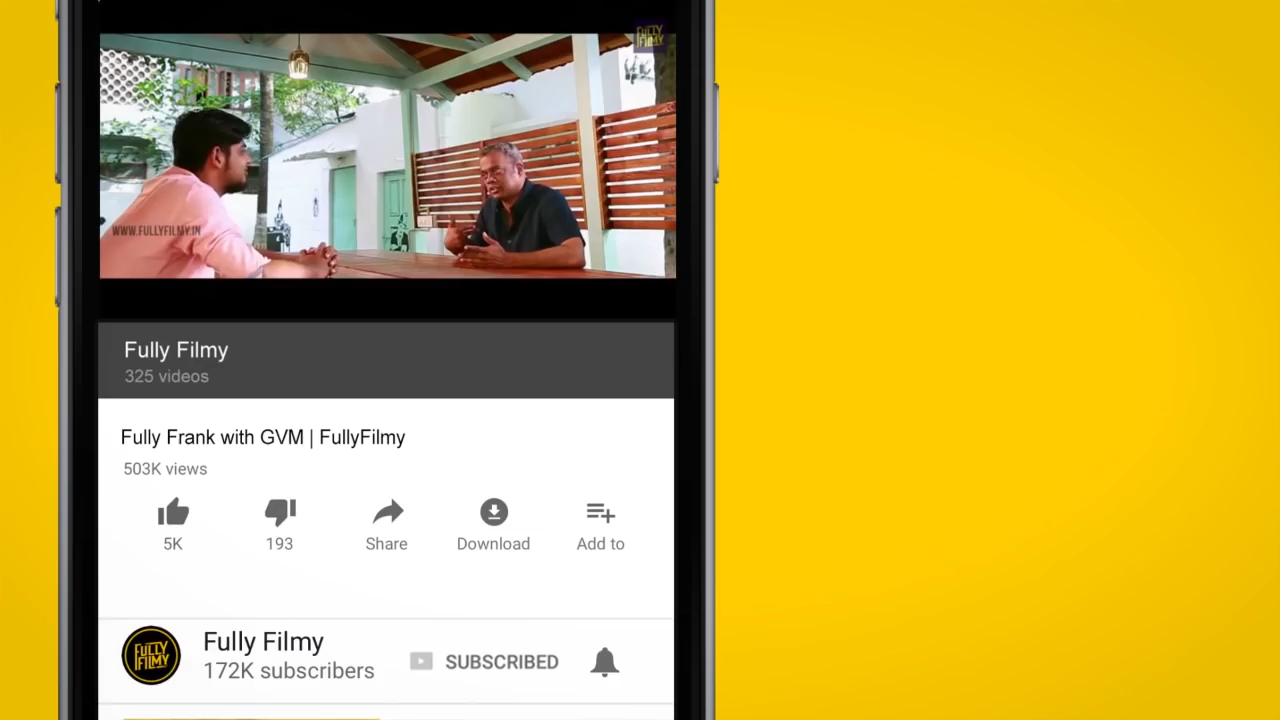 FULLY
FILMY
WWW.FULLYFILMY.IN
Fully Filmy
325 videos
Fully Frank with GVM | FullyFilmy
503K views
5K
193
Share
Download
Add to
FULLY
FILMY
Fully Filmy
172K subscribers
SUBSCRIBED